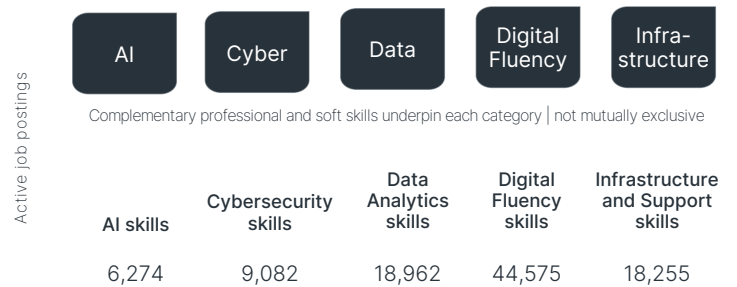 AI
Cyber
Data
Digital
Fluency
Infra-
structure
Complementary professional and soft skills underpin each category | not mutually exclusive
Active job postings
AI skills
Cybersecurity
skills
Data
Analytics
skills
Digital
Fluency
skills
Infrastructure
and Support
skills
6,274
9,082
18,962
44,575
18,255